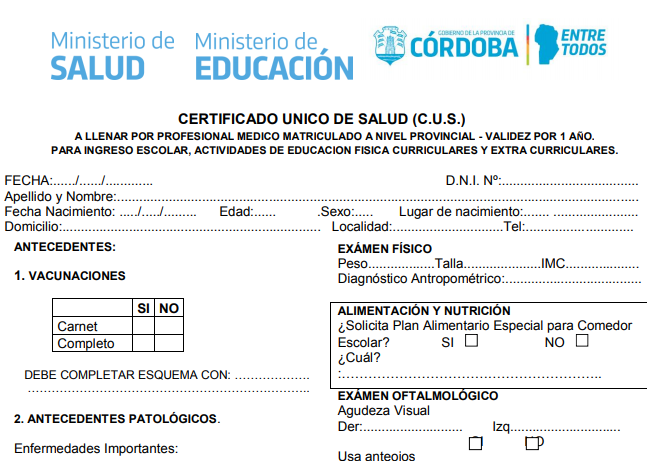 Ministerio de
SALUD
Ministerio de
EDUCACIÓN
GOBIERNO DE LA PROVINCIA DE
CÓRDOBA
ENTRE
TODOS
CERTIFICADO UNICO DE SALUD (C.U.S.)
A LLENAR POR PROFESIONAL MEDICO MATRICULADO A NIVEL PROVINCIAL - VALIDEZ POR 1 AÑO.
PARA INGRESO ESCOLAR, ACTIVIDADES DE EDUCACION FISICA CURRICULARES Y EXTRA CURRICULARES.
FECHA:....../....../............. D.N.I. Nº:......................................
Apellido y Nombre:................................................................
Fecha Nacimiento: ...../...../......... Edad:...... .Sexo:..... Lugar de nacimiento:....... .......................
Domicilio:................................................ Localidad:.......................Tel:..............................
ANTECEDENTES:
1. VACUNACIONES
SI NO
Carnet
Completo
DEBE COMPLETAR ESQUEMA CON: ...................
................................................................
2. ANTECEDENTES PATOLÓGICOS.
Enfermedades Importantes:
EXÁMEN FÍSICO
Peso..................Talla.....................IMC....................
Diagnóstico Antropométrico:......................................
ALIMENTACIÓN Y NUTRICIÓN
¿Solicita Plan Alimentario Especial para Comedor
Escolar? SI NO
¿Cuál?
:................................................................
EXÁMEN OFTALMOLÓGICO
Agudeza Visual
Der:........................... Izq.......................
SI NO
Usa anteojos